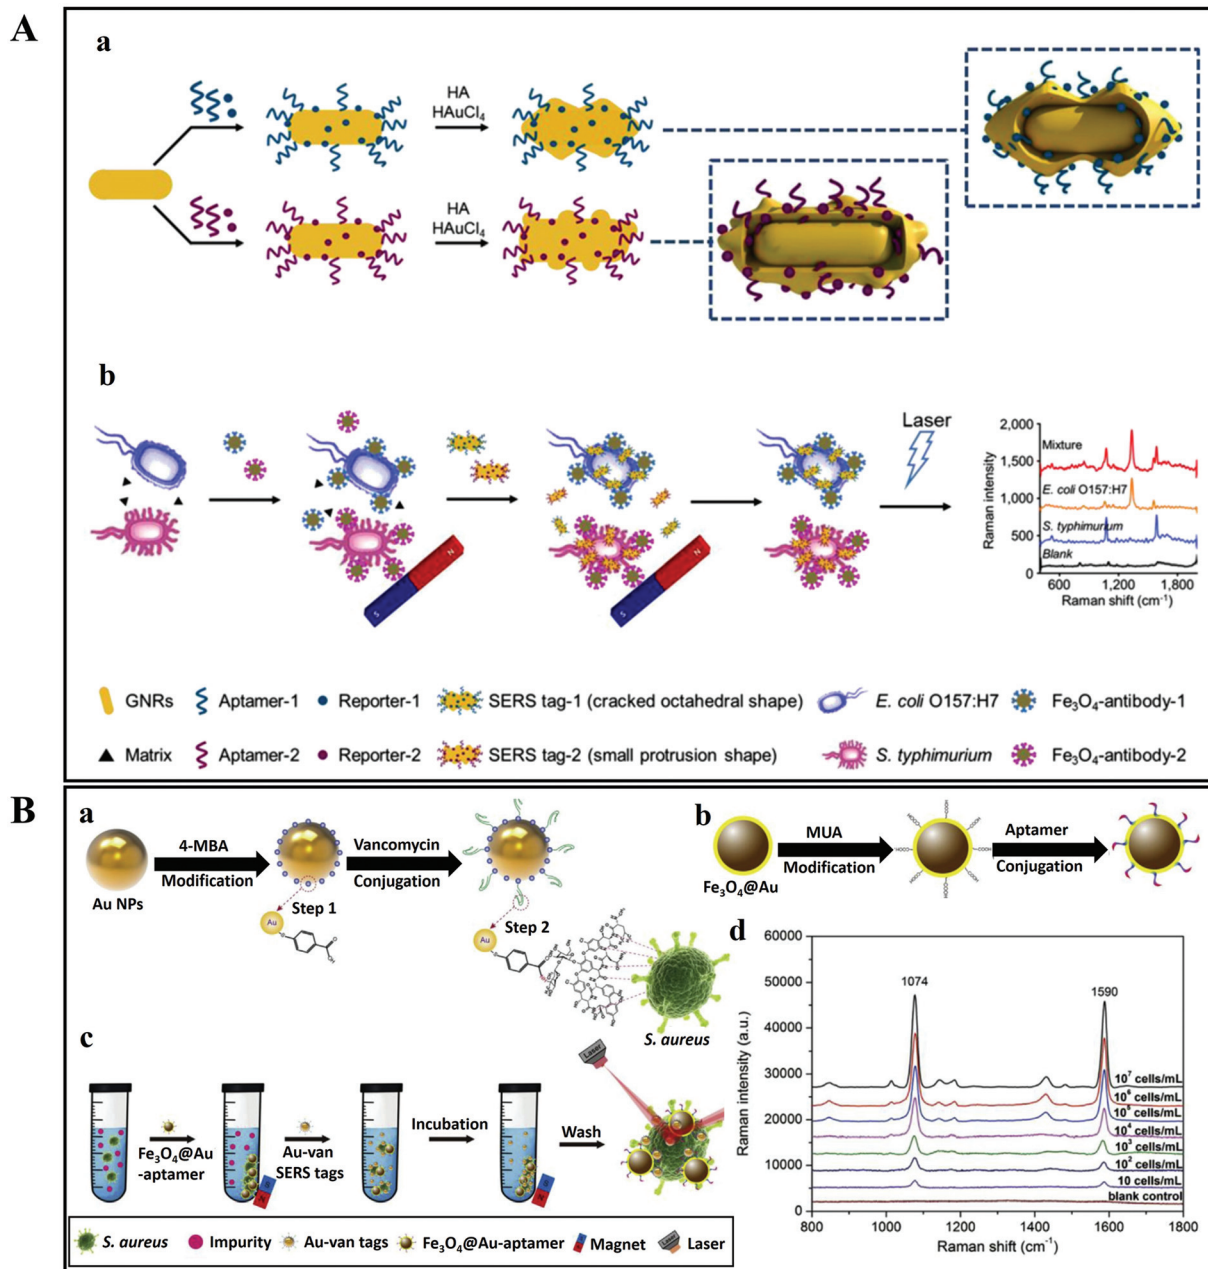 A
a
HA
HAuCl₄
HA
HAuCl₄
b
Laser
2,000
1,500
1,000
500
0
Raman intensity
Mixture
E. coli O157:H7
S. typhimurium
Blank
600 1,200 1,800
Raman shift (cm⁻¹)
N
S
N
S
GNRs Aptamer-1 Reporter-1 SERS tag-1 (cracked octahedral shape) E. coli O157:H7 Fe₃O₄-antibody-1
Matrix Aptamer-2 Reporter-2 SERS tag-2 (small protrusion shape) S. typhimurium Fe₃O₄-antibody-2
B
a
Au NPs
4-MBA
Modification
Vancomycin
Conjugation
Step 1
Au
Step 2
Au
S. aureus
b
Fe₃O₄@Au
MUA
Modification
Aptamer
Conjugation
c
Fe₃O₄@Au
-aptamer
Au-van
SERS tags
Incubation
Wash
Laser
S. aureus Impurity Au-van tags Fe₃O₄@Au-aptamer Magnet Laser
d
60000
50000
40000
30000
20000
10000
0
Raman intensity (a.u.)
1074
1590
10⁷ cells/mL
10⁶ cells/mL
10⁵ cells/mL
10⁴ cells/mL
10³ cells/mL
10² cells/mL
10 cells/mL
blank control
800 1000 1200 1400 1600 1800
Raman shift (cm⁻¹)